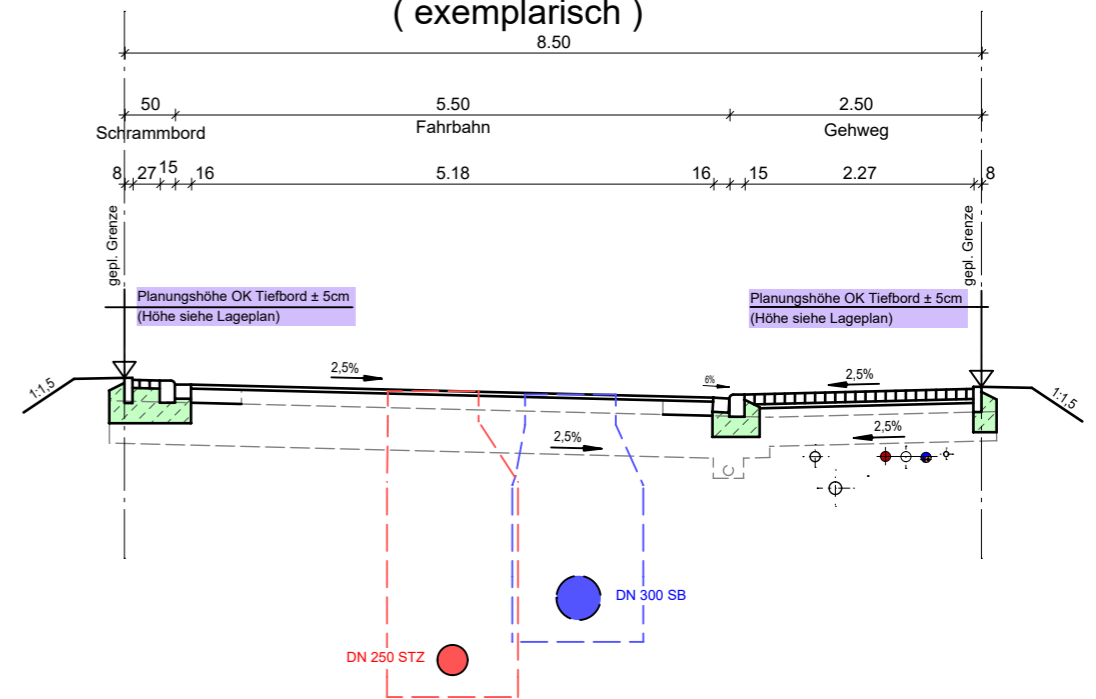 ( exemplarisch )
8.50
50 5.50 2.50
Schrammbord Fahrbahn Gehweg
8 27 15 16 5.18 16 15 2.27 8
gepl. Grenze
gepl. Grenze
Planungshöhe OK Tiefbord ± 5cm
(Höhe siehe Lageplan)
Planungshöhe OK Tiefbord ± 5cm
(Höhe siehe Lageplan)
1:1,5
2,5%
6%
2,5%
1:1,5
2,5%
2,5%
DN 300 SB
DN 250 STZ